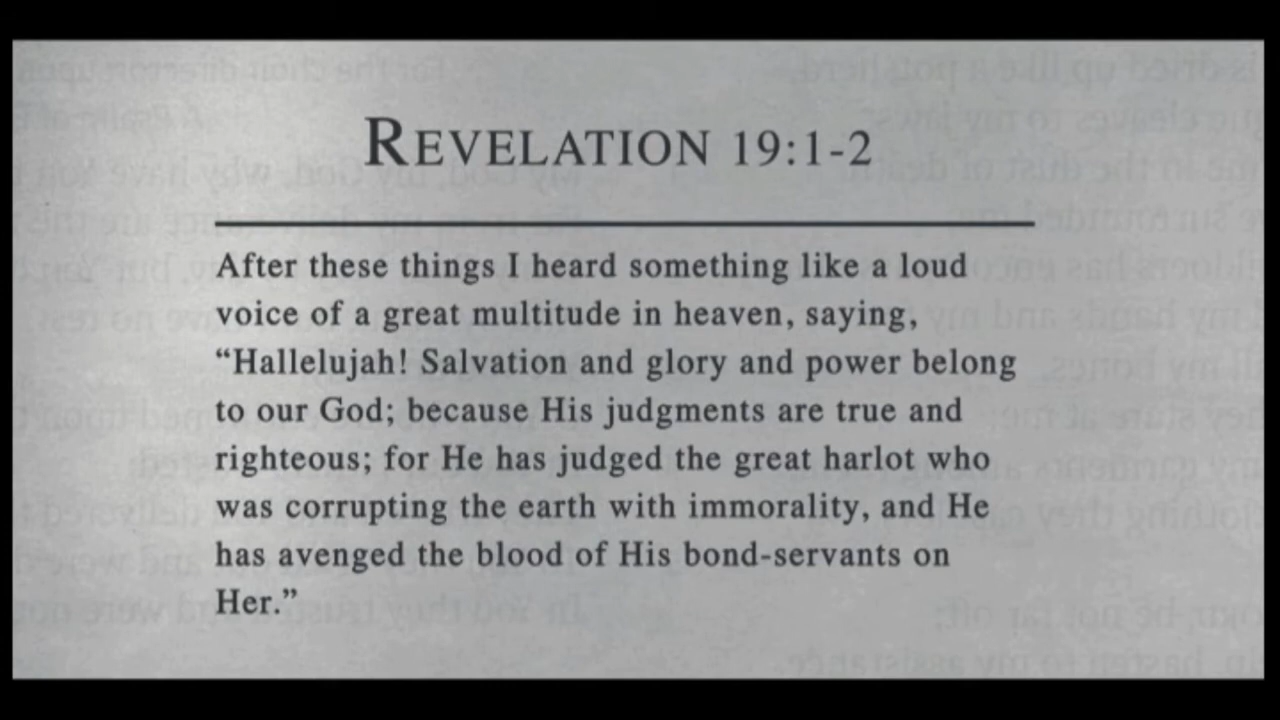 REVELATION 19:1-2
After these things I heard something like a loud
voice of a great multitude in heaven, saying,
“Hallelujah! Salvation and glory and power belong
to our God; because His judgments are true and
righteous; for He has judged the great harlot who
was corrupting the earth with immorality, and He
has avenged the blood of His bond-servants on
Her.”